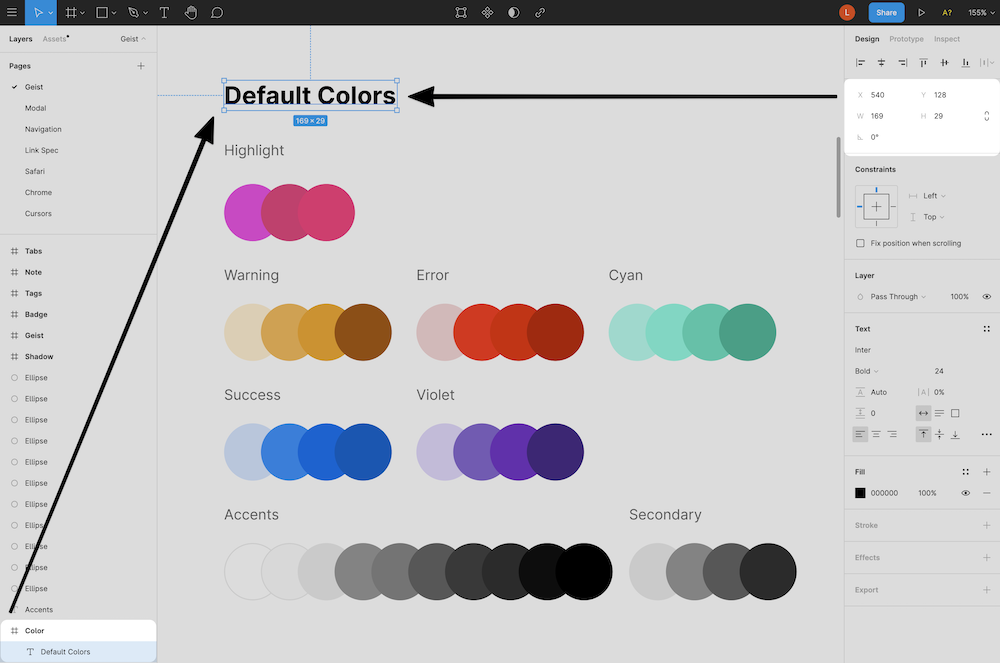 L
Share
A?
155%
Layers
Assets
Geist
Pages
Geist
Modal
Navigation
Link Spec
Safari
Chrome
Cursors
Tabs
Note
Tags
Badge
Geist
Shadow
Ellipse
Ellipse
Ellipse
Ellipse
Ellipse
Ellipse
Ellipse
Ellipse
Ellipse
Ellipse
Ellipse
Accents
Color
Default Colors
Default Colors
169 × 29
Highlight
Warning
Error
Cyan
Success
Violet
Accents
Secondary
Design
Prototype
Inspect
X 540 Y 128
W 169 H 29
0°
Constraints
Left
Top
Fix position when scrolling
Layer
Pass Through 100%
Text
Inter
Bold 24
Auto |A| 0%
0
Fill
000000 100%
Stroke
Effects
Export